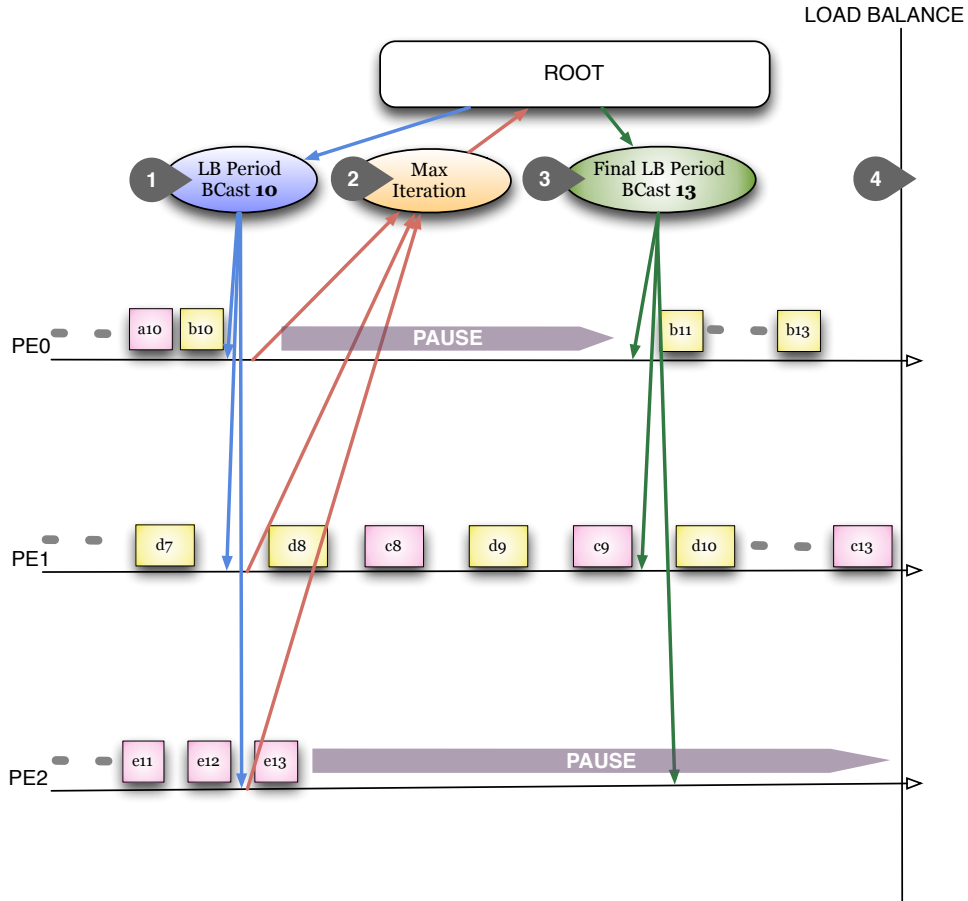 LOAD BALANCE
ROOT
1
LB Period
BCast 10
2
Max
Iteration
3
Final LB Period
BCast 13
4
PE0
a10
b10
PAUSE
b11
b13
PE1
d7
d8
c8
d9
c9
d10
c13
PE2
e11
e12
e13
PAUSE